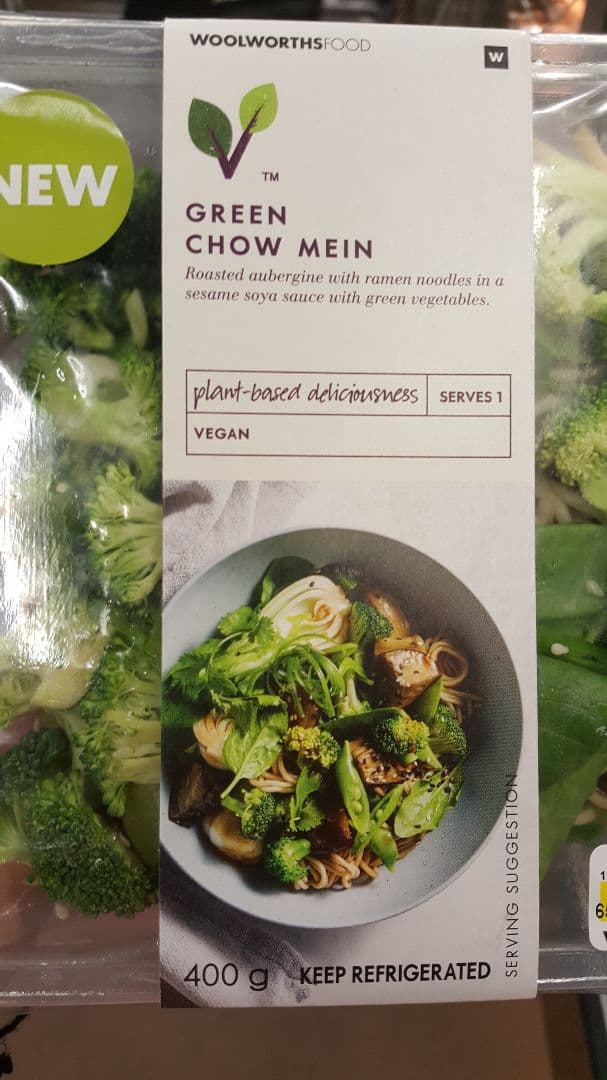 WOOLWORTHSFOOD
W
NEW
TM
GREEN
CHOW MEIN
Roasted aubergine with ramen noodles in a
sesame soya sauce with green vegetables.
plant-based deliciousness
SERVES 1
VEGAN
SERVING SUGGESTION
400 g KEEP REFRIGERATED